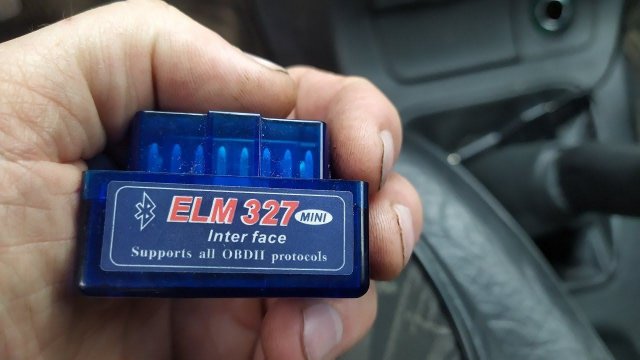 ELM 327 MINI
Inter face
Supports all OBDII protocols